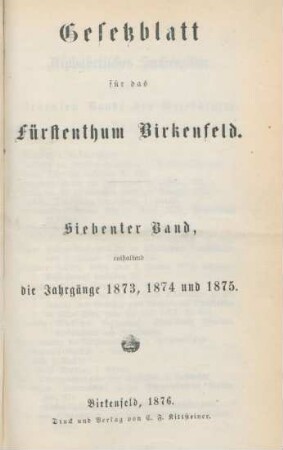 Gesetzblatt
für das
Fürstenthum Birkenfeld.
Siebenter Band,
enthaltend
die Jahrgänge 1873, 1874 und 1875.
Birkenfeld, 1876.
Druck und Verlag von C. F. Kittsteiner.